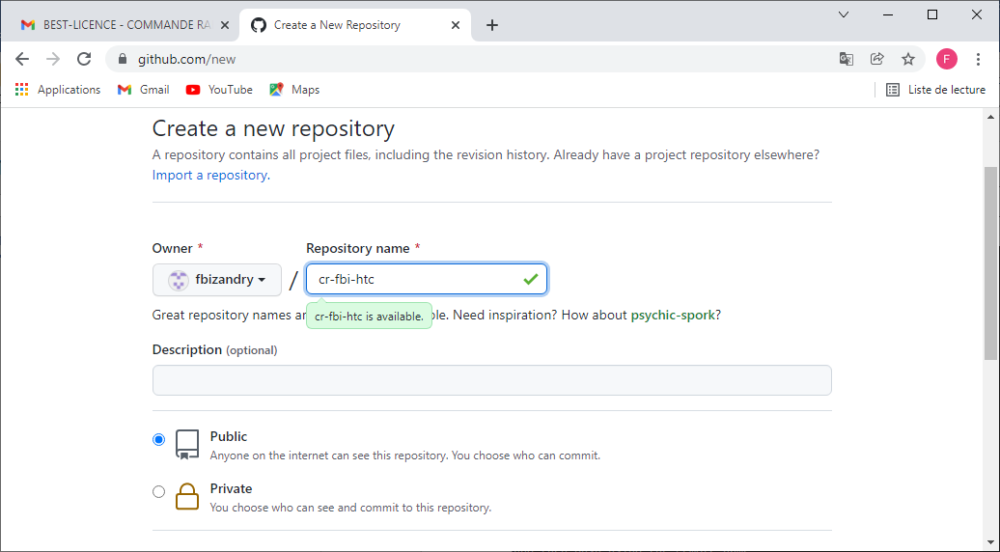 BEST-LICENCE - COMMANDE RA
Create a New Repository
github.com/new
F
Applications
Gmail
YouTube
Maps
Liste de lecture
Create a new repository
A repository contains all project files, including the revision history. Already have a project repository elsewhere?
Import a repository.
Owner *
Repository name *
fbizandry
/
cr-fbi-htc
Great repository names ar
cr-fbi-htc is available.
le. Need inspiration? How about psychic-spork?
Description (optional)
Public
Anyone on the internet can see this repository. You choose who can commit.
Private
You choose who can see and commit to this repository.